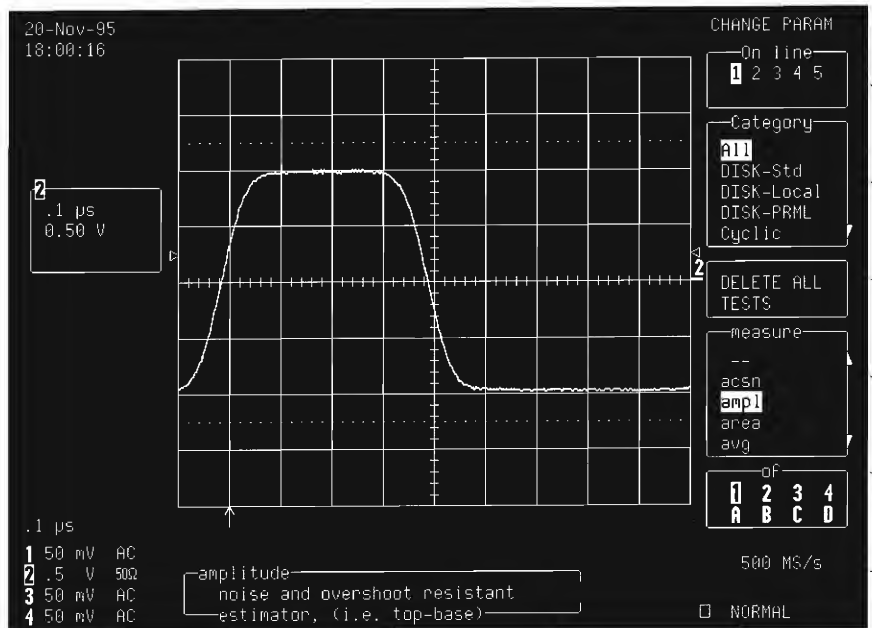 20-Nov-95
18:00:16
CHANGE PARAM
On line
1 2 3 4 5
Category
All
DISK-Std
DISK-Local
DISK-PRML
Cyclic
2
.1 µs
0.50 V
2
DELETE ALL
TESTS
measure
--
acsn
ampl
area
avg
of
1 2 3 4
A B C D
.1 µs
1 50 mV AC
2 .5 V 50Ω
3 50 mV AC
4 50 mV AC
amplitude
noise and overshoot resistant
estimator, (i.e. top-base)
500 MS/s
□ NORMAL